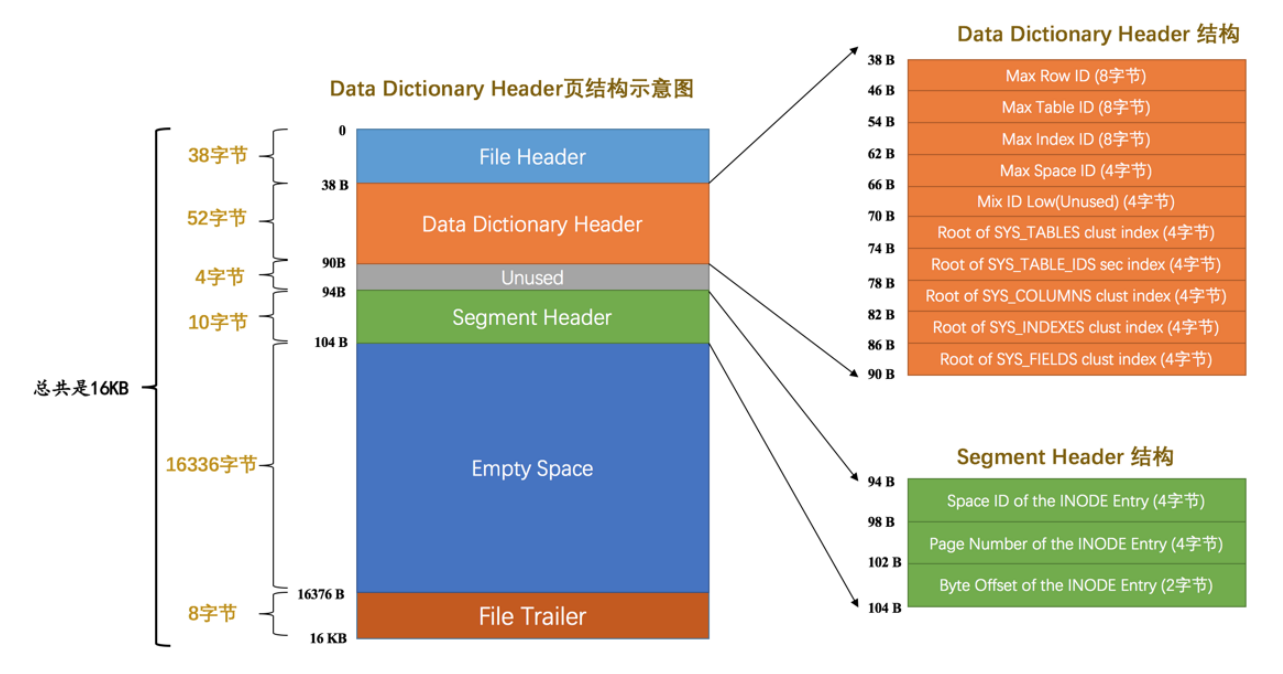 Data Dictionary Header页结构示意图
总共是16KB
38字节
52字节
4字节
10字节
16336字节
8字节
0
38 B
90B
94B
104 B
16376 B
16 KB
File Header
Data Dictionary Header
Unused
Segment Header
Empty Space
File Trailer
Data Dictionary Header 结构
38 B
Max Row ID (8字节)
46 B
Max Table ID (8字节)
54 B
Max Index ID (8字节)
62 B
Max Space ID (4字节)
66 B
Mix ID Low(Unused) (4字节)
70 B
Root of SYS_TABLES clust index (4字节)
74 B
Root of SYS_TABLE_IDS sec index (4字节)
78 B
Root of SYS_COLUMNS clust index (4字节)
82 B
Root of SYS_INDEXES clust index (4字节)
86 B
Root of SYS_FIELDS clust index (4字节)
90 B
Segment Header 结构
94 B
Space ID of the INODE Entry (4字节)
98 B
Page Number of the INODE Entry (4字节)
102 B
Byte Offset of the INODE Entry (2字节)
104 B